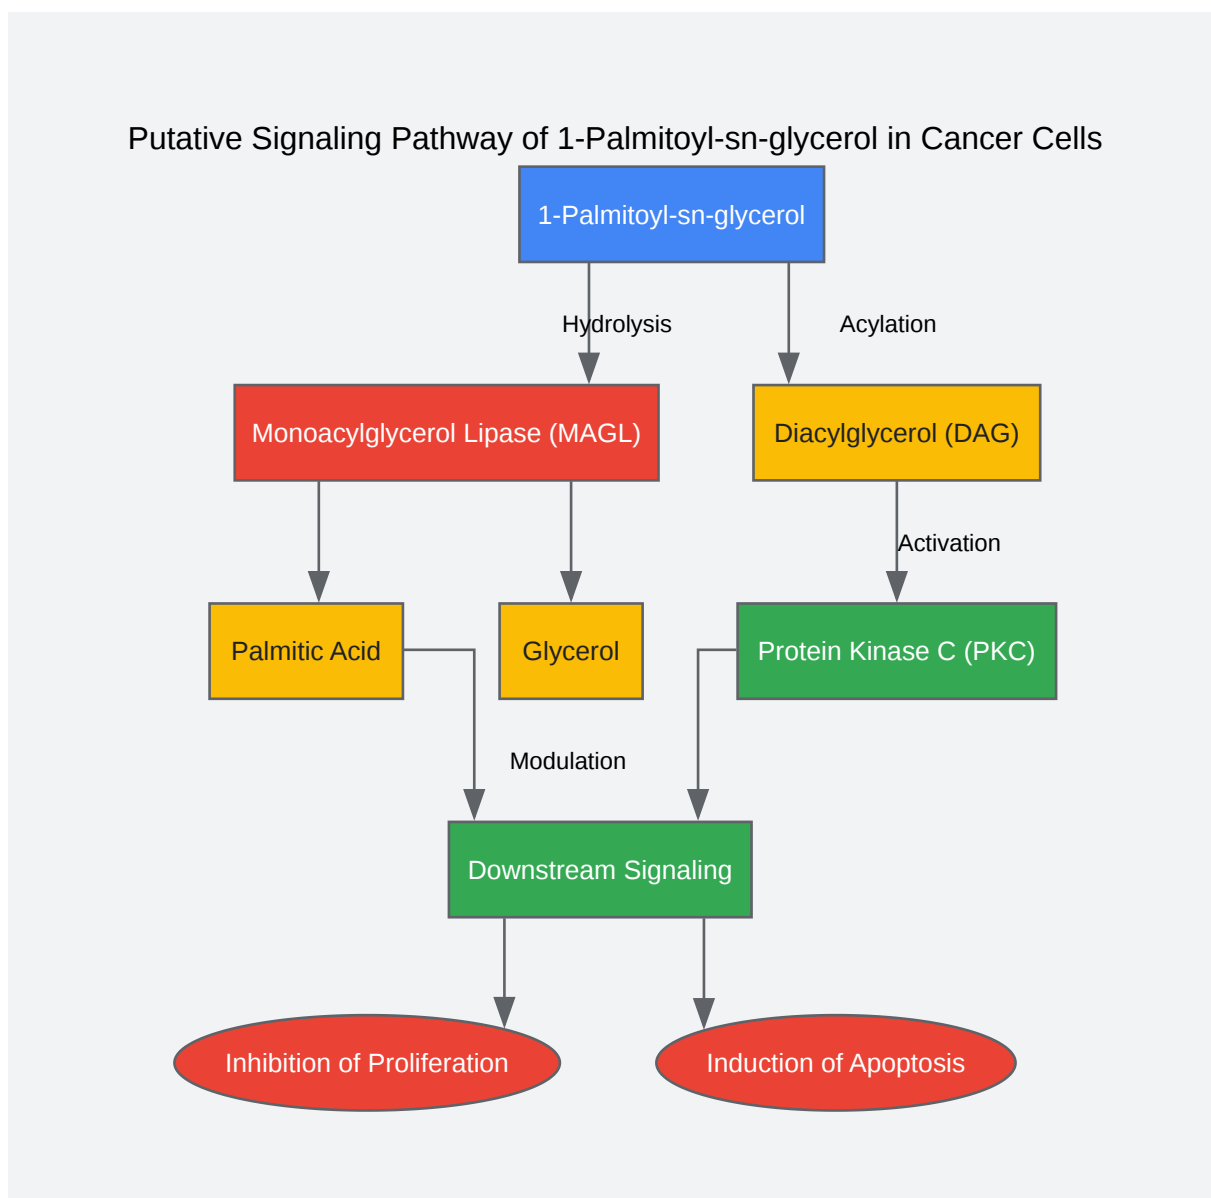 Putative Signaling Pathway of 1-Palmitoyl-sn-glycerol in Cancer Cells
1-Palmitoyl-sn-glycerol
Hydrolysis
Acylation
Monoacylglycerol Lipase (MAGL)
Diacylglycerol (DAG)
Activation
Palmitic Acid
Glycerol
Protein Kinase C (PKC)
Modulation
Downstream Signaling
Inhibition of Proliferation
Induction of Apoptosis